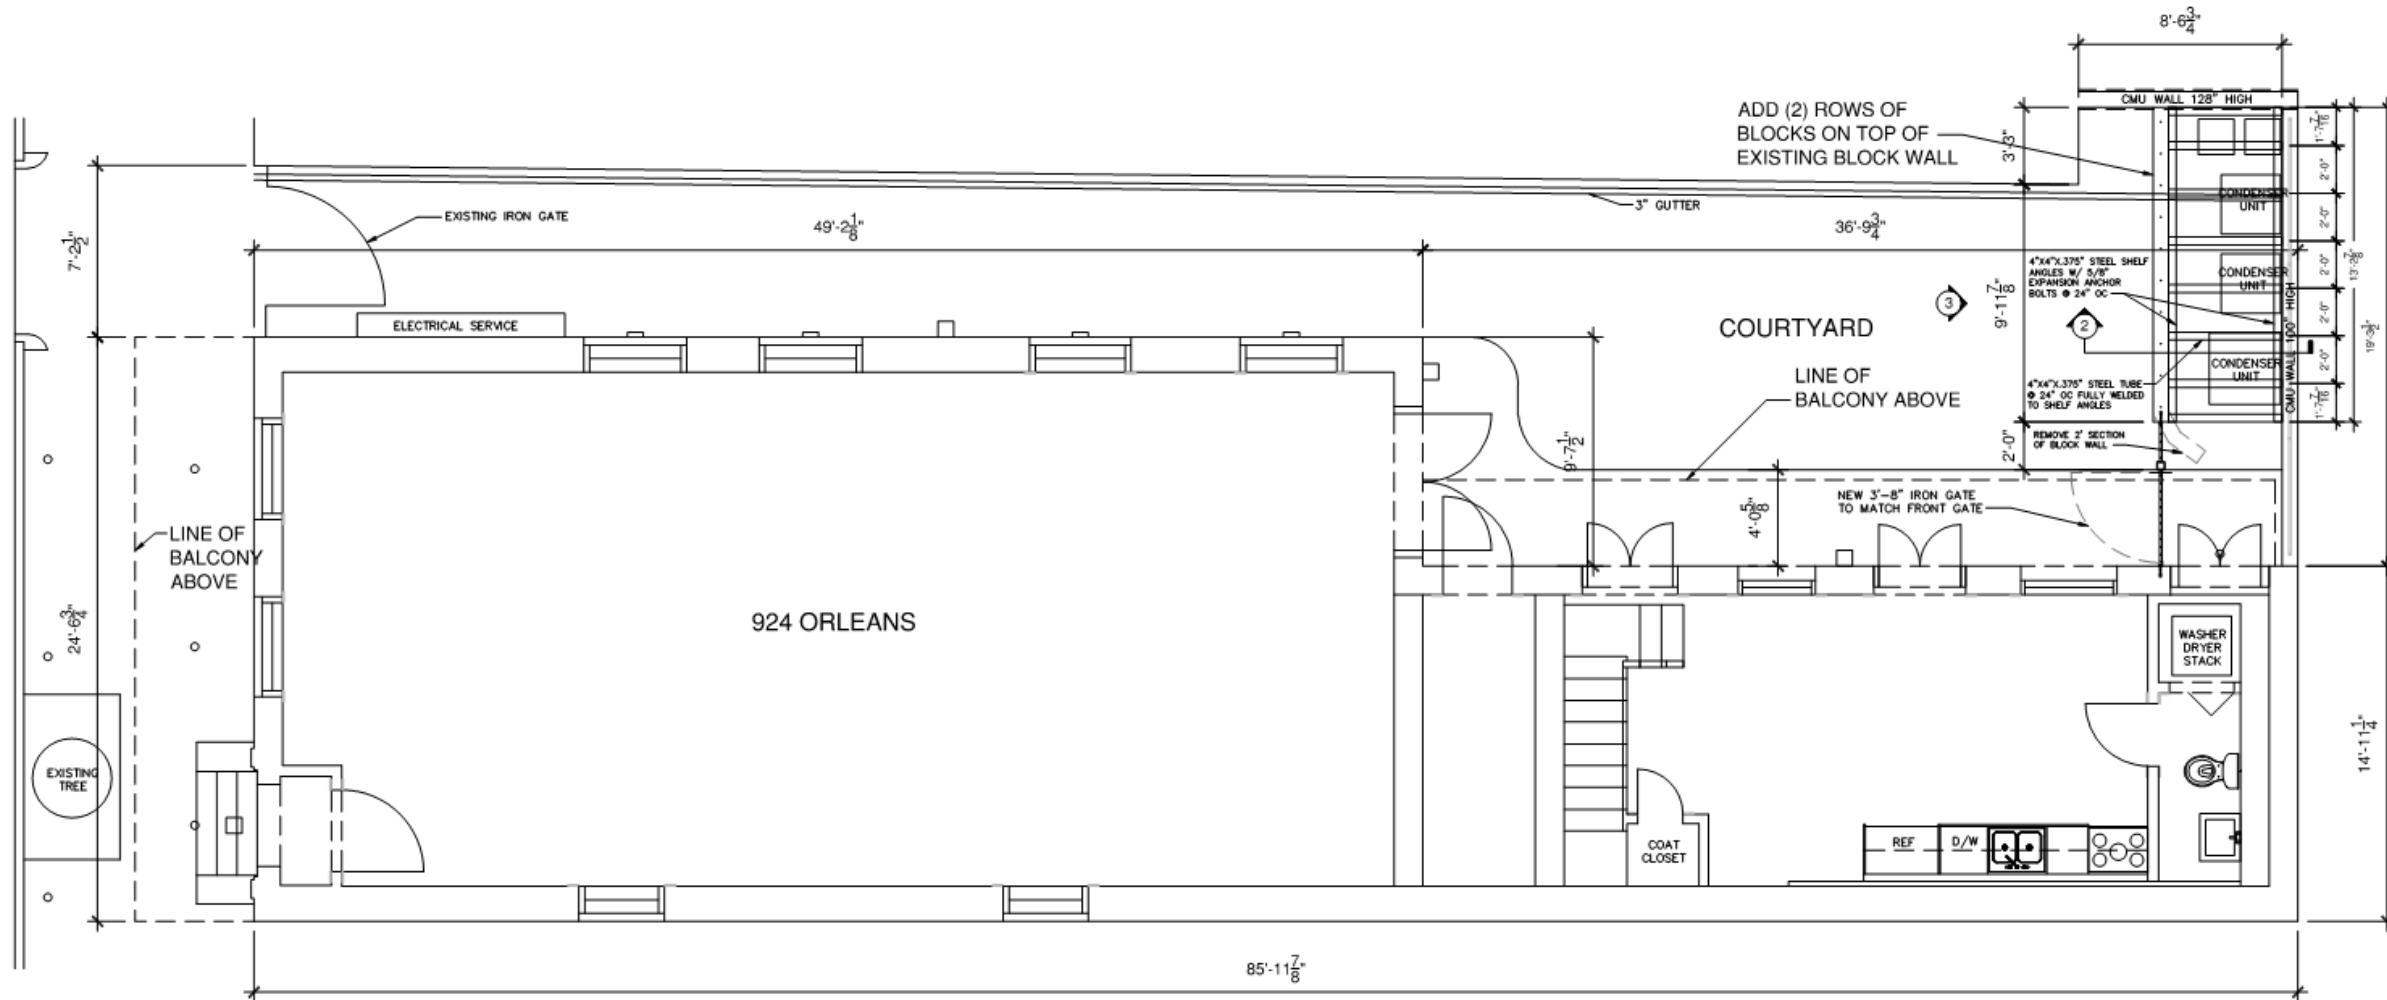 8'-6 3/4"
CMU WALL 128" HIGH
ADD (2) ROWS OF
BLOCKS ON TOP OF
EXISTING BLOCK WALL
3'-3"
1'-7 7/16"
2'-0"
CONDENSER
UNIT
2'-0"
EXISTING IRON GATE
3" GUTTER
7'-2 1/2"
49'-2 1/8"
36'-9 3/4"
4"X4"X.375" STEEL SHELF
ANGLES W/ 5/8"
EXPANSION ANCHOR
BOLTS @ 24" OC
CONDENSER
UNIT
2'-0"
13'-2 7/8"
9'-11 7/8"
3
2
2'-0"
CMU WALL 100" HIGH
ELECTRICAL SERVICE
COURTYARD
19'-3 1/2"
LINE OF
BALCONY ABOVE
CONDENSER
UNIT
2'-0"
4"X4"X.375" STEEL TUBE
@ 24" OC FULLY WELDED
TO SHELF ANGLES
1'-7 7/16"
9'-7 1/2"
2'-0"
REMOVE 2' SECTION
OF BLOCK WALL
4'-0 5/8"
NEW 3'-8" IRON GATE
TO MATCH FRONT GATE
LINE OF
BALCONY
ABOVE
24'-6 3/4"
924 ORLEANS
WASHER
DRYER
STACK
14'-11 1/4"
EXISTING
TREE
COAT
CLOSET
REF
D/W
85'-11 7/8"